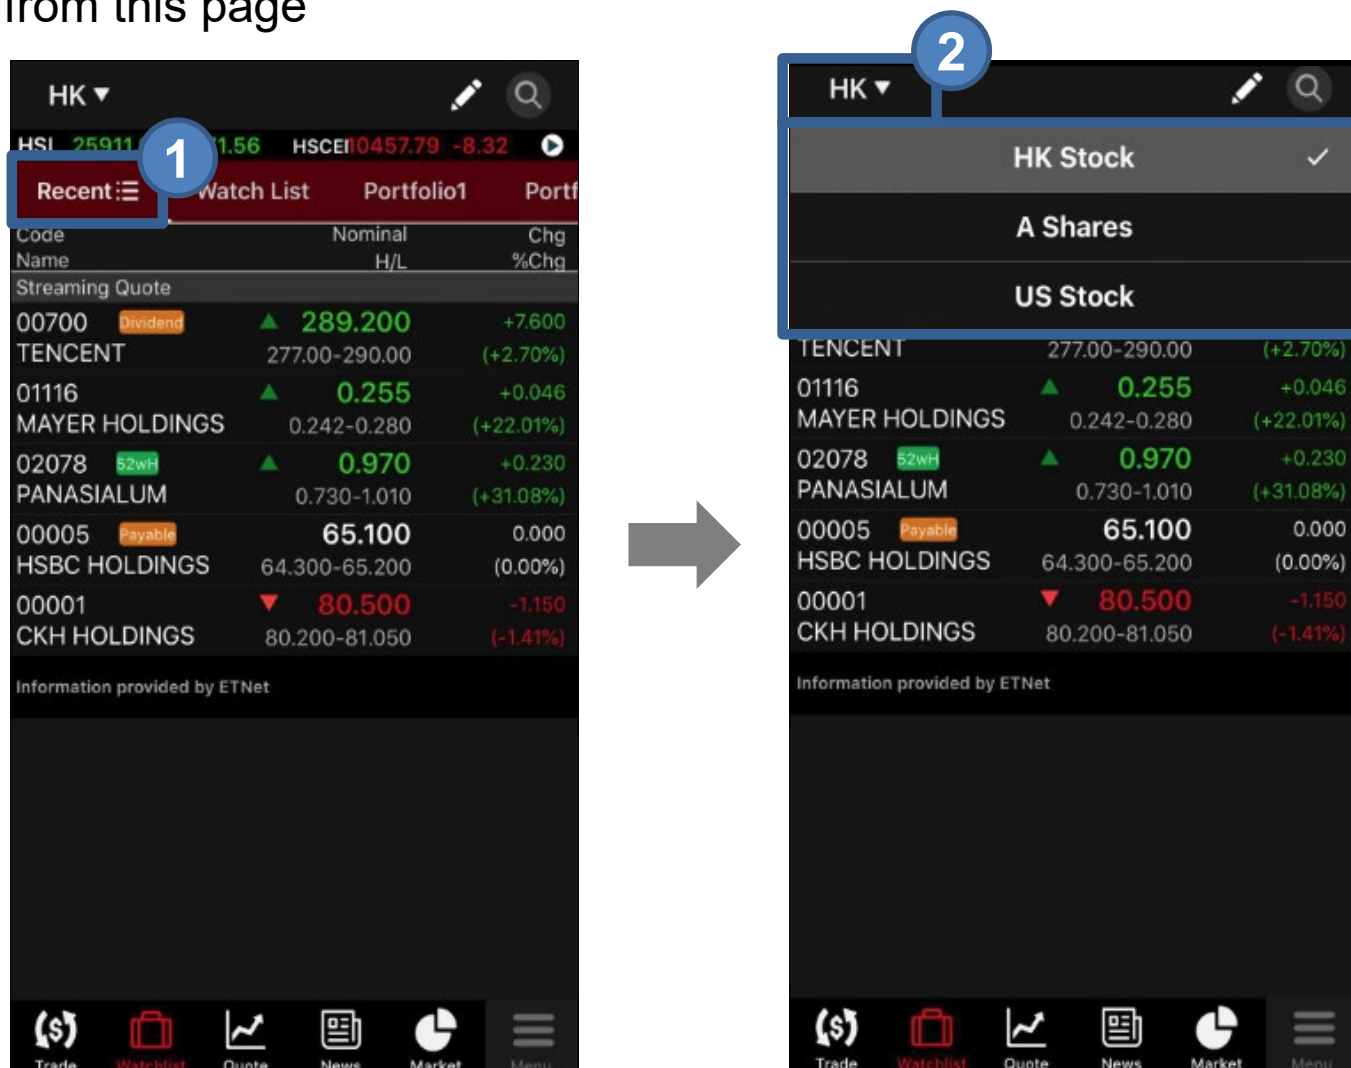 from this page
HK
HSI 25911 1.56 HSCEI 10457.79 -8.32
1
Recent Watch List Portfolio1 Portf
Code Nominal Chg
Name H/L %Chg
Streaming Quote
00700 Dividend 289.200 +7.600
TENCENT 277.00-290.00 (+2.70%)
01116 0.255 +0.046
MAYER HOLDINGS 0.242-0.280 (+22.01%)
02078 52wH 0.970 +0.230
PANASIALUM 0.730-1.010 (+31.08%)
00005 Payable 65.100 0.000
HSBC HOLDINGS 64.300-65.200 (0.00%)
00001 80.500 -1.150
CKH HOLDINGS 80.200-81.050 (-1.41%)
Information provided by ETNet
Trade Watchlist Quote News Market Menu
2
HK
HK Stock
A Shares
US Stock
TENCENT 277.00-290.00 (+2.70%)
01116 0.255 +0.046
MAYER HOLDINGS 0.242-0.280 (+22.01%)
02078 52wH 0.970 +0.230
PANASIALUM 0.730-1.010 (+31.08%)
00005 Payable 65.100 0.000
HSBC HOLDINGS 64.300-65.200 (0.00%)
00001 80.500 -1.150
CKH HOLDINGS 80.200-81.050 (-1.41%)
Information provided by ETNet
Trade Watchlist Quote News Market Menu